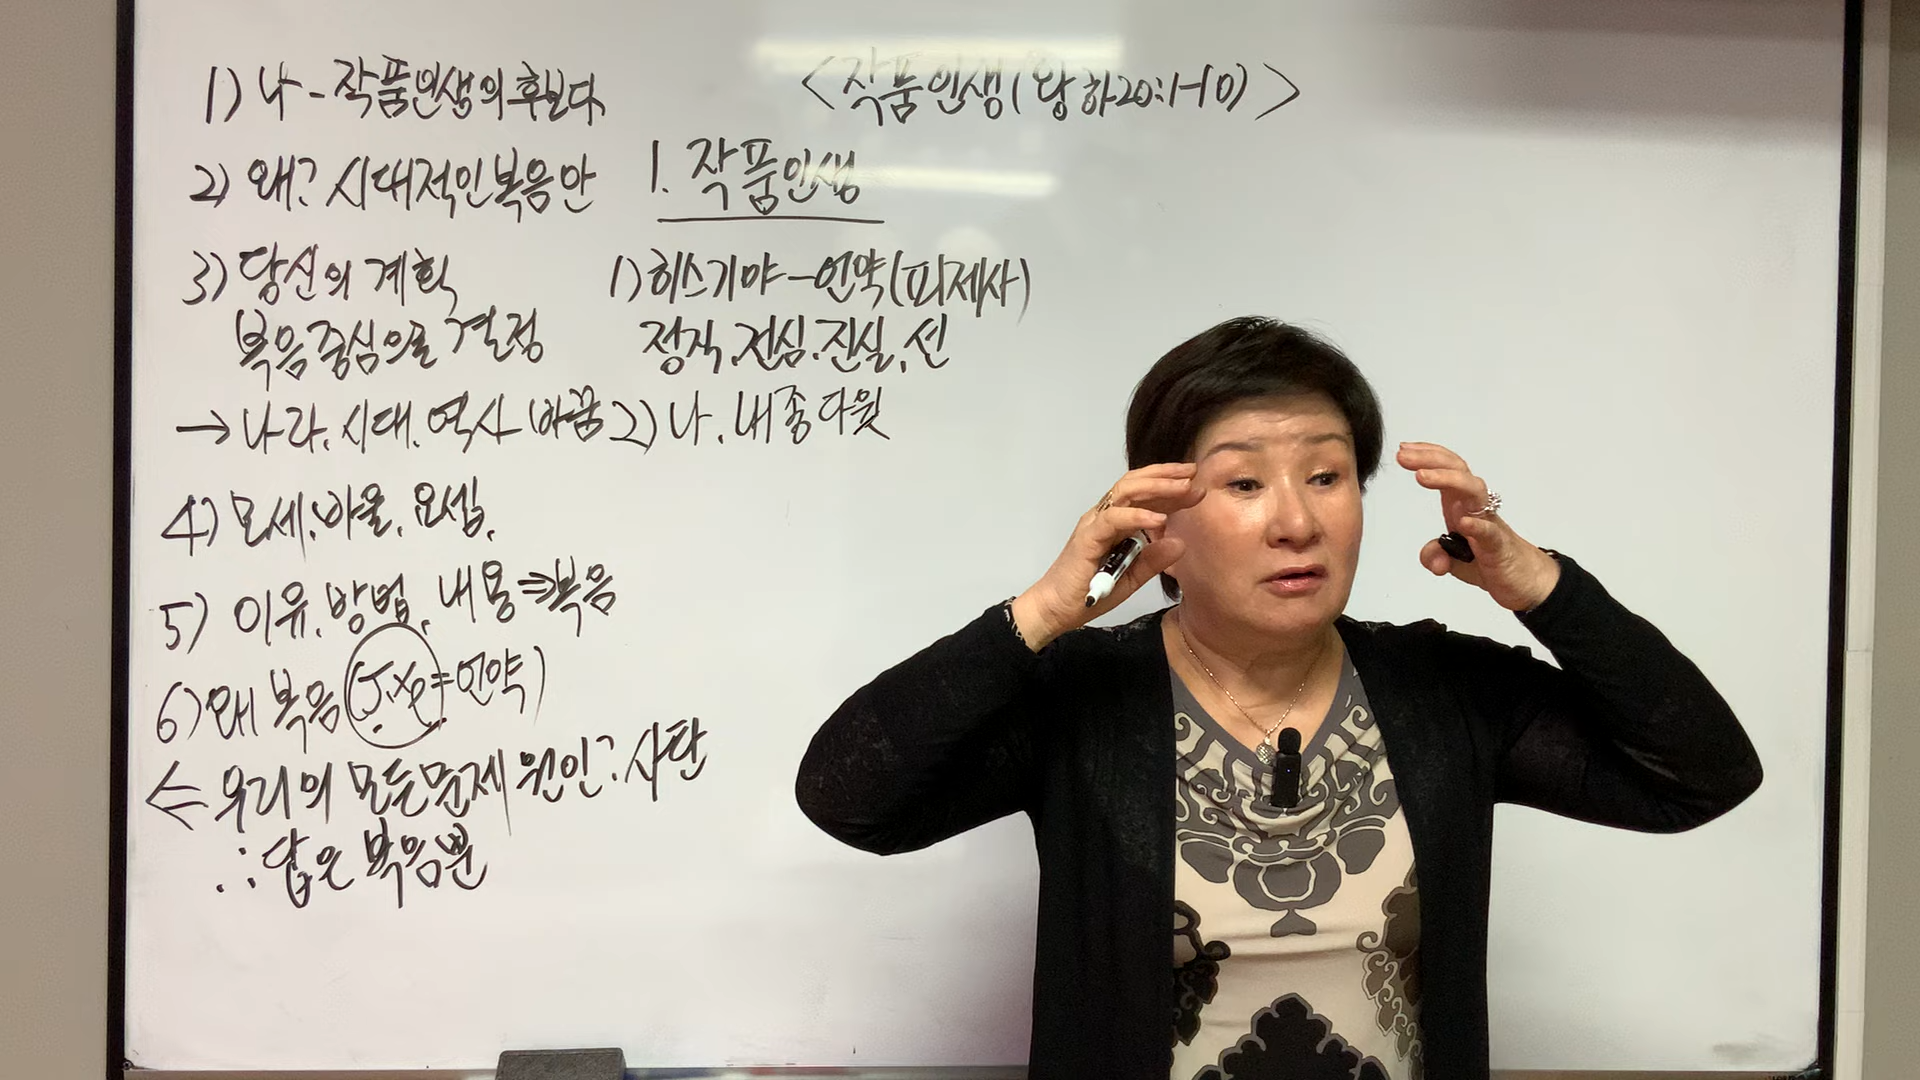 <작품인생(왕하20:1-10)>
1) 나-작품인생의 후보다.
2) 왜? 시대적인 복음안
3) 당신의 계획
복음중심으로 결정
→ 나라. 시대. 역사 바꿈
4) 모세. 바울. 요셉.
5) 이유. 방법. 내용⇒복음
6) 왜 복음(J.X.=언약)
⇐ 우리의 모든문제 원인? 사탄
∴ 답은 복음뿐
1. 작품인생
1) 히스기야-언약(피제사)
정직. 전심. 진실. 선
2) 나. 내종다윗